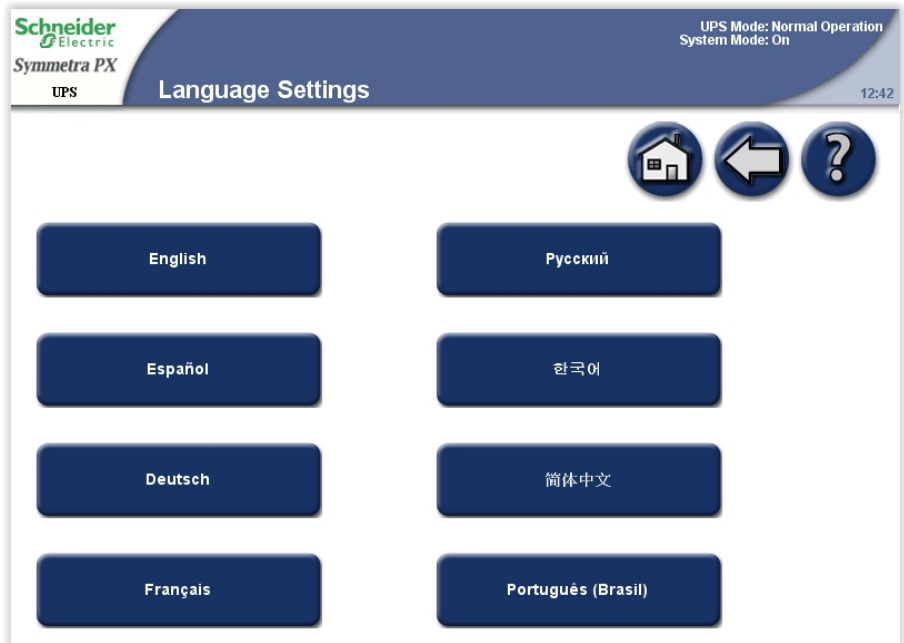 Schneider
Electric
Symmetra PX
UPS
Language Settings
UPS Mode: Normal Operation
System Mode: On
12:42
?
English
Русский
Español
한국어
Deutsch
简体中文
Français
Português (Brasil)